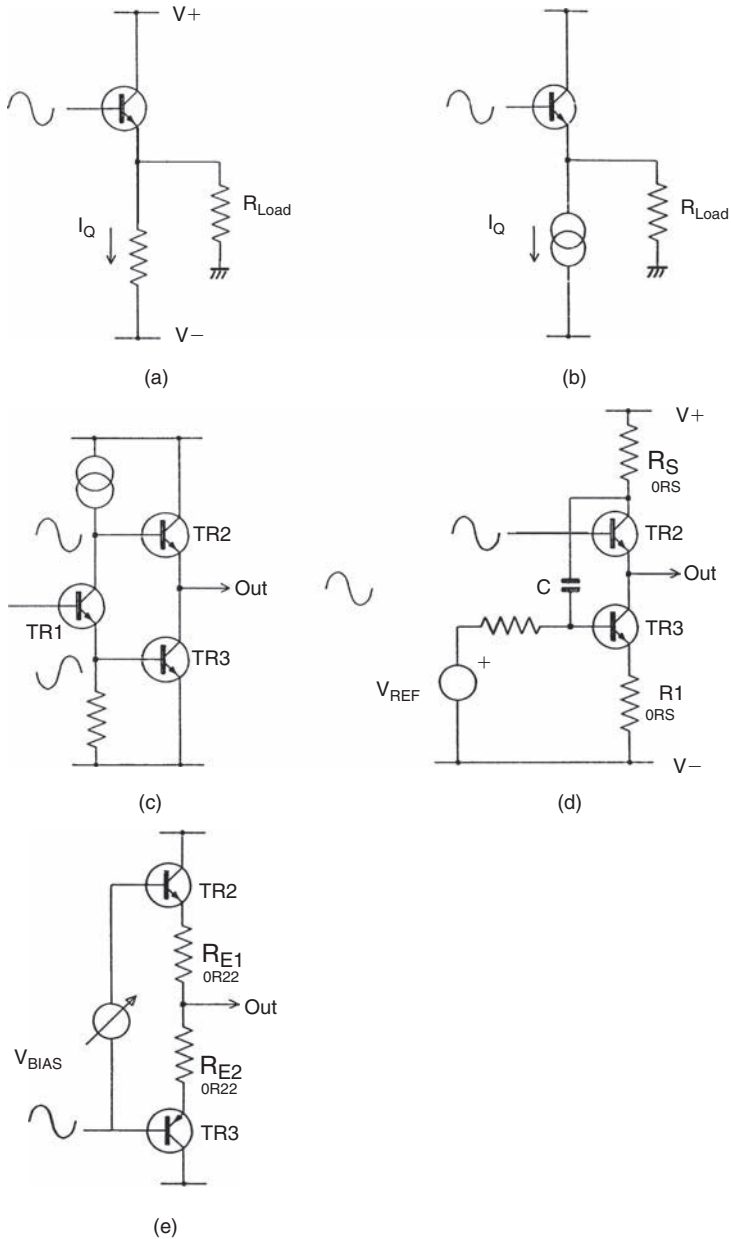 V+
I_Q
R_Load
V−
(a)
I_Q
R_Load
(b)
TR2
Out
TR1
TR3
(c)
V+
R_S
0RS
TR2
Out
C
TR3
V_REF
+
R1
0RS
V−
(d)
TR2
R_E1
0R22
Out
V_BIAS
R_E2
0R22
TR3
(e)